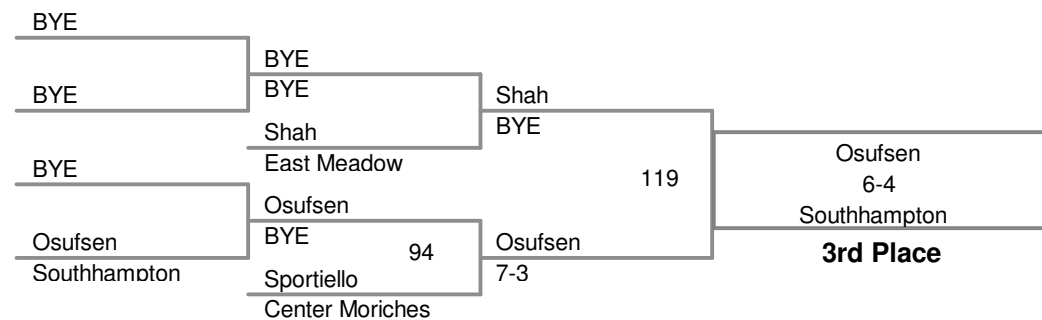 BYE
BYE
BYE
Osufsen
Southhampton
BYE
BYE
Shah
East Meadow
Osufsen
BYE
94
Sportiello
Center Moriches
Shah
BYE
119
Osufsen
7-3
Osufsen
6-4
Southhampton
3rd Place